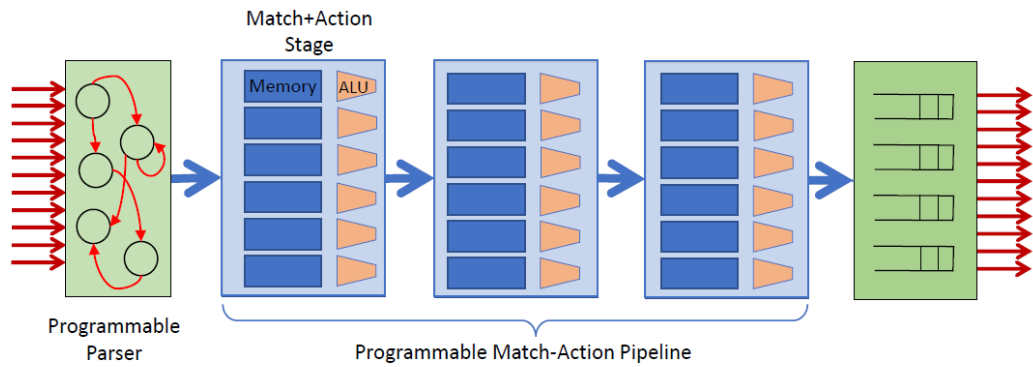 Match+Action
Stage
Memory
ALU
Programmable
Parser
Programmable Match-Action Pipeline